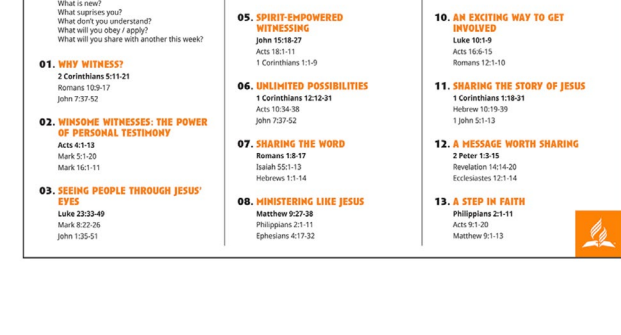 What is new?
What suprises you?
What don't you understand?
What will you obey / apply?
What will you share with another this week?
01. WHY WITNESS?
2 Corinthians 5:11-21
Romans 10:9-17
John 7:37-52
02. WINSOME WITNESSES: THE POWER
OF PERSONAL TESTIMONY
Acts 4:1-13
Mark 5:1-20
Mark 16:1-11
03. SEEING PEOPLE THROUGH JESUS'
EYES
Luke 23:33-49
Mark 8:22-26
John 1:35-51
05. SPIRIT-EMPOWERED
WITNESSING
John 15:18-27
Acts 18:1-11
1 Corinthians 1:1-9
06. UNLIMITED POSSIBILITIES
1 Corinthians 12:12-31
Acts 10:34-38
John 7:37-52
07. SHARING THE WORD
Romans 1:8-17
Isaiah 55:1-13
Hebrews 1:1-14
08. MINISTERING LIKE JESUS
Matthew 9:27-38
Philippians 2:1-11
Ephesians 4:17-32
10. AN EXCITING WAY TO GET
INVOLVED
Luke 10:1-9
Acts 16:6-15
Romans 12:1-10
11. SHARING THE STORY OF JESUS
1 Corinthians 1:18-31
Hebrew 10:19-39
1 John 5:1-13
12. A MESSAGE WORTH SHARING
2 Peter 1:3-15
Revelation 14:14-20
Ecclesiastes 12:1-14
13. A STEP IN FAITH
Philippians 2:1-11
Acts 9:1-20
Matthew 9:1-13